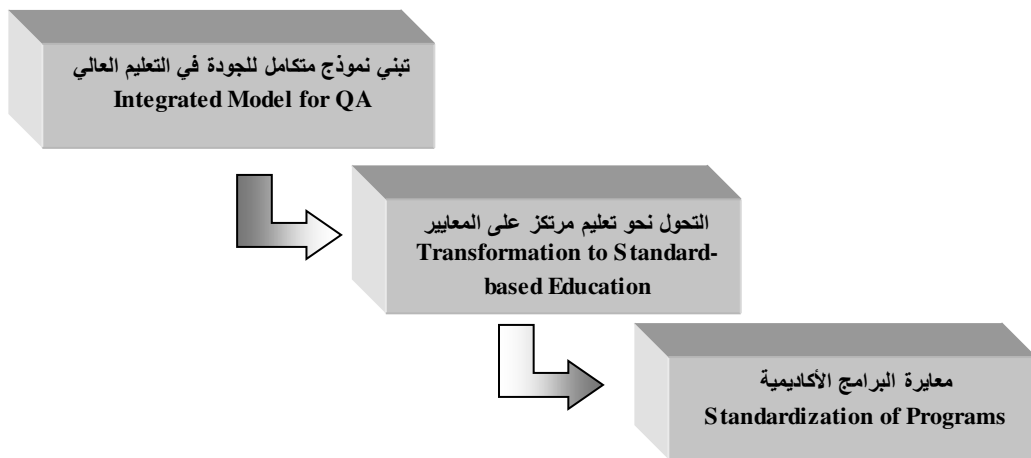 تبني نموذج متكامل للجودة في التعليم العالي
Integrated Model for QA
التحول نحو تعليم مرتكز على المعايير
Transformation to Standard-
based Education
معايرة البرامج الأكاديمية
Standardization of Programs